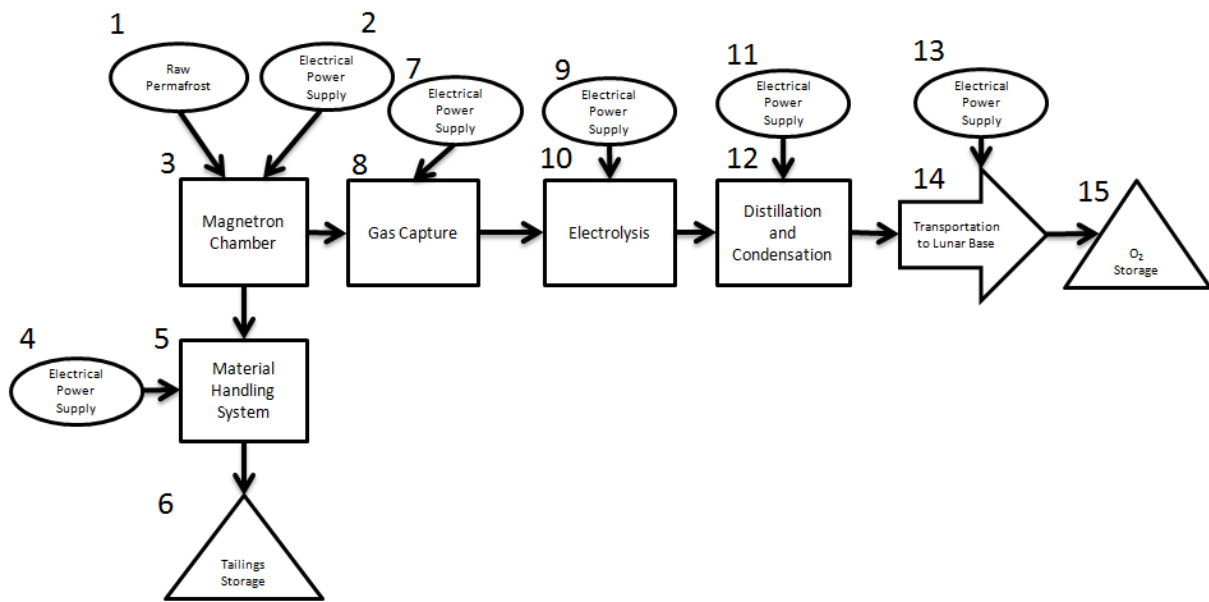 1
Raw
Permafrost
2
Electrical
Power
Supply
3
Magnetron
Chamber
4
Electrical
Power
Supply
5
Material
Handling
System
6
Tailings
Storage
7
Electrical
Power
Supply
8
Gas Capture
9
Electrical
Power
Supply
10
Electrolysis
11
Electrical
Power
Supply
12
Distillation
and
Condensation
13
Electrical
Power
Supply
14
Transportation
to Lunar Base
15
O₂
Storage